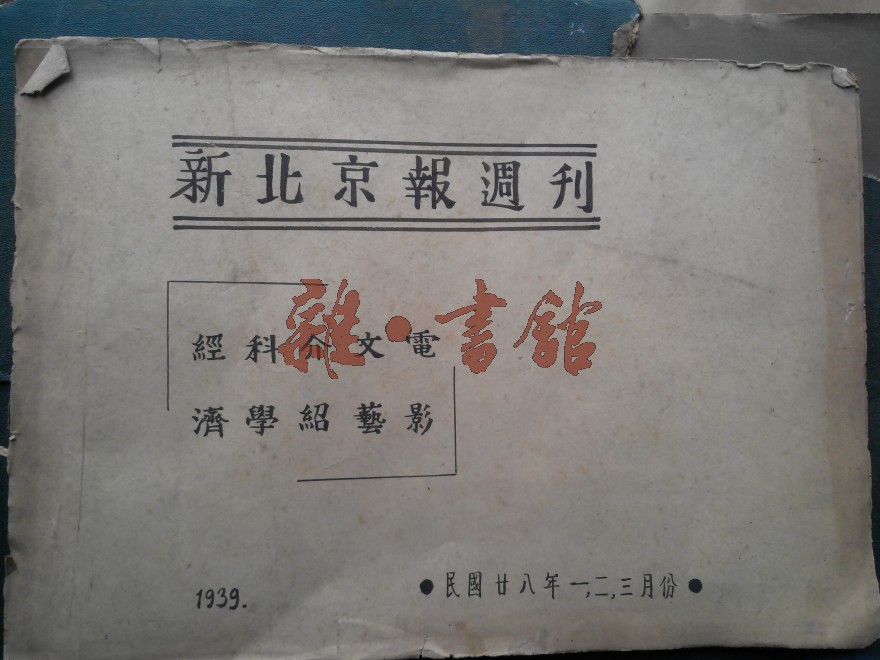 新北京報週刊
雜·書館
經科介文電
濟學紹藝影
1939.
●民國廿八年一,二,三月份●